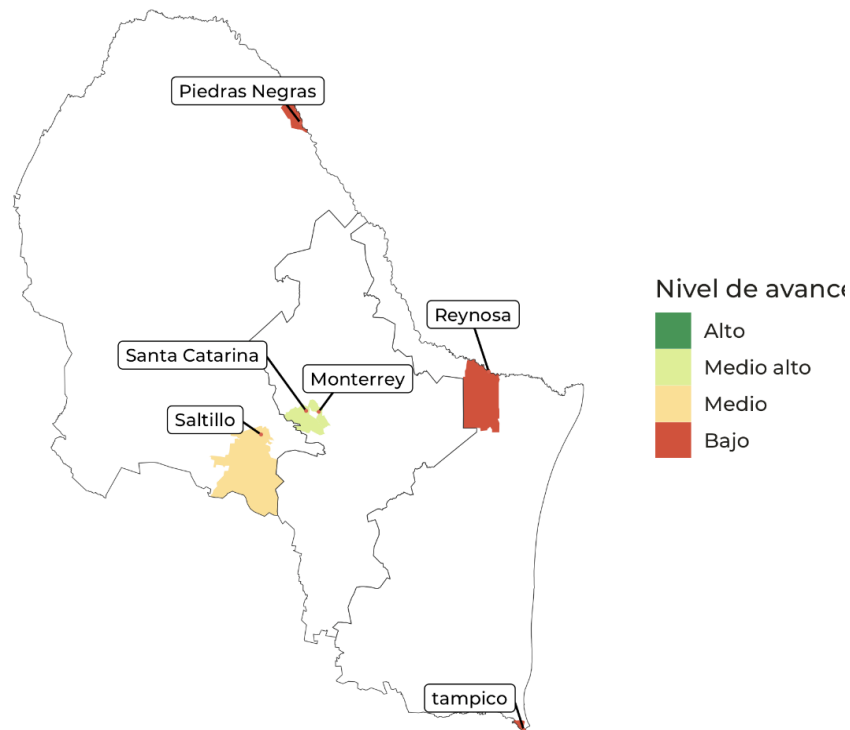 Piedras Negras
Reynosa
Santa Catarina
Monterrey
Saltillo
tampico
Nivel de avance
Alto
Medio alto
Medio
Bajo